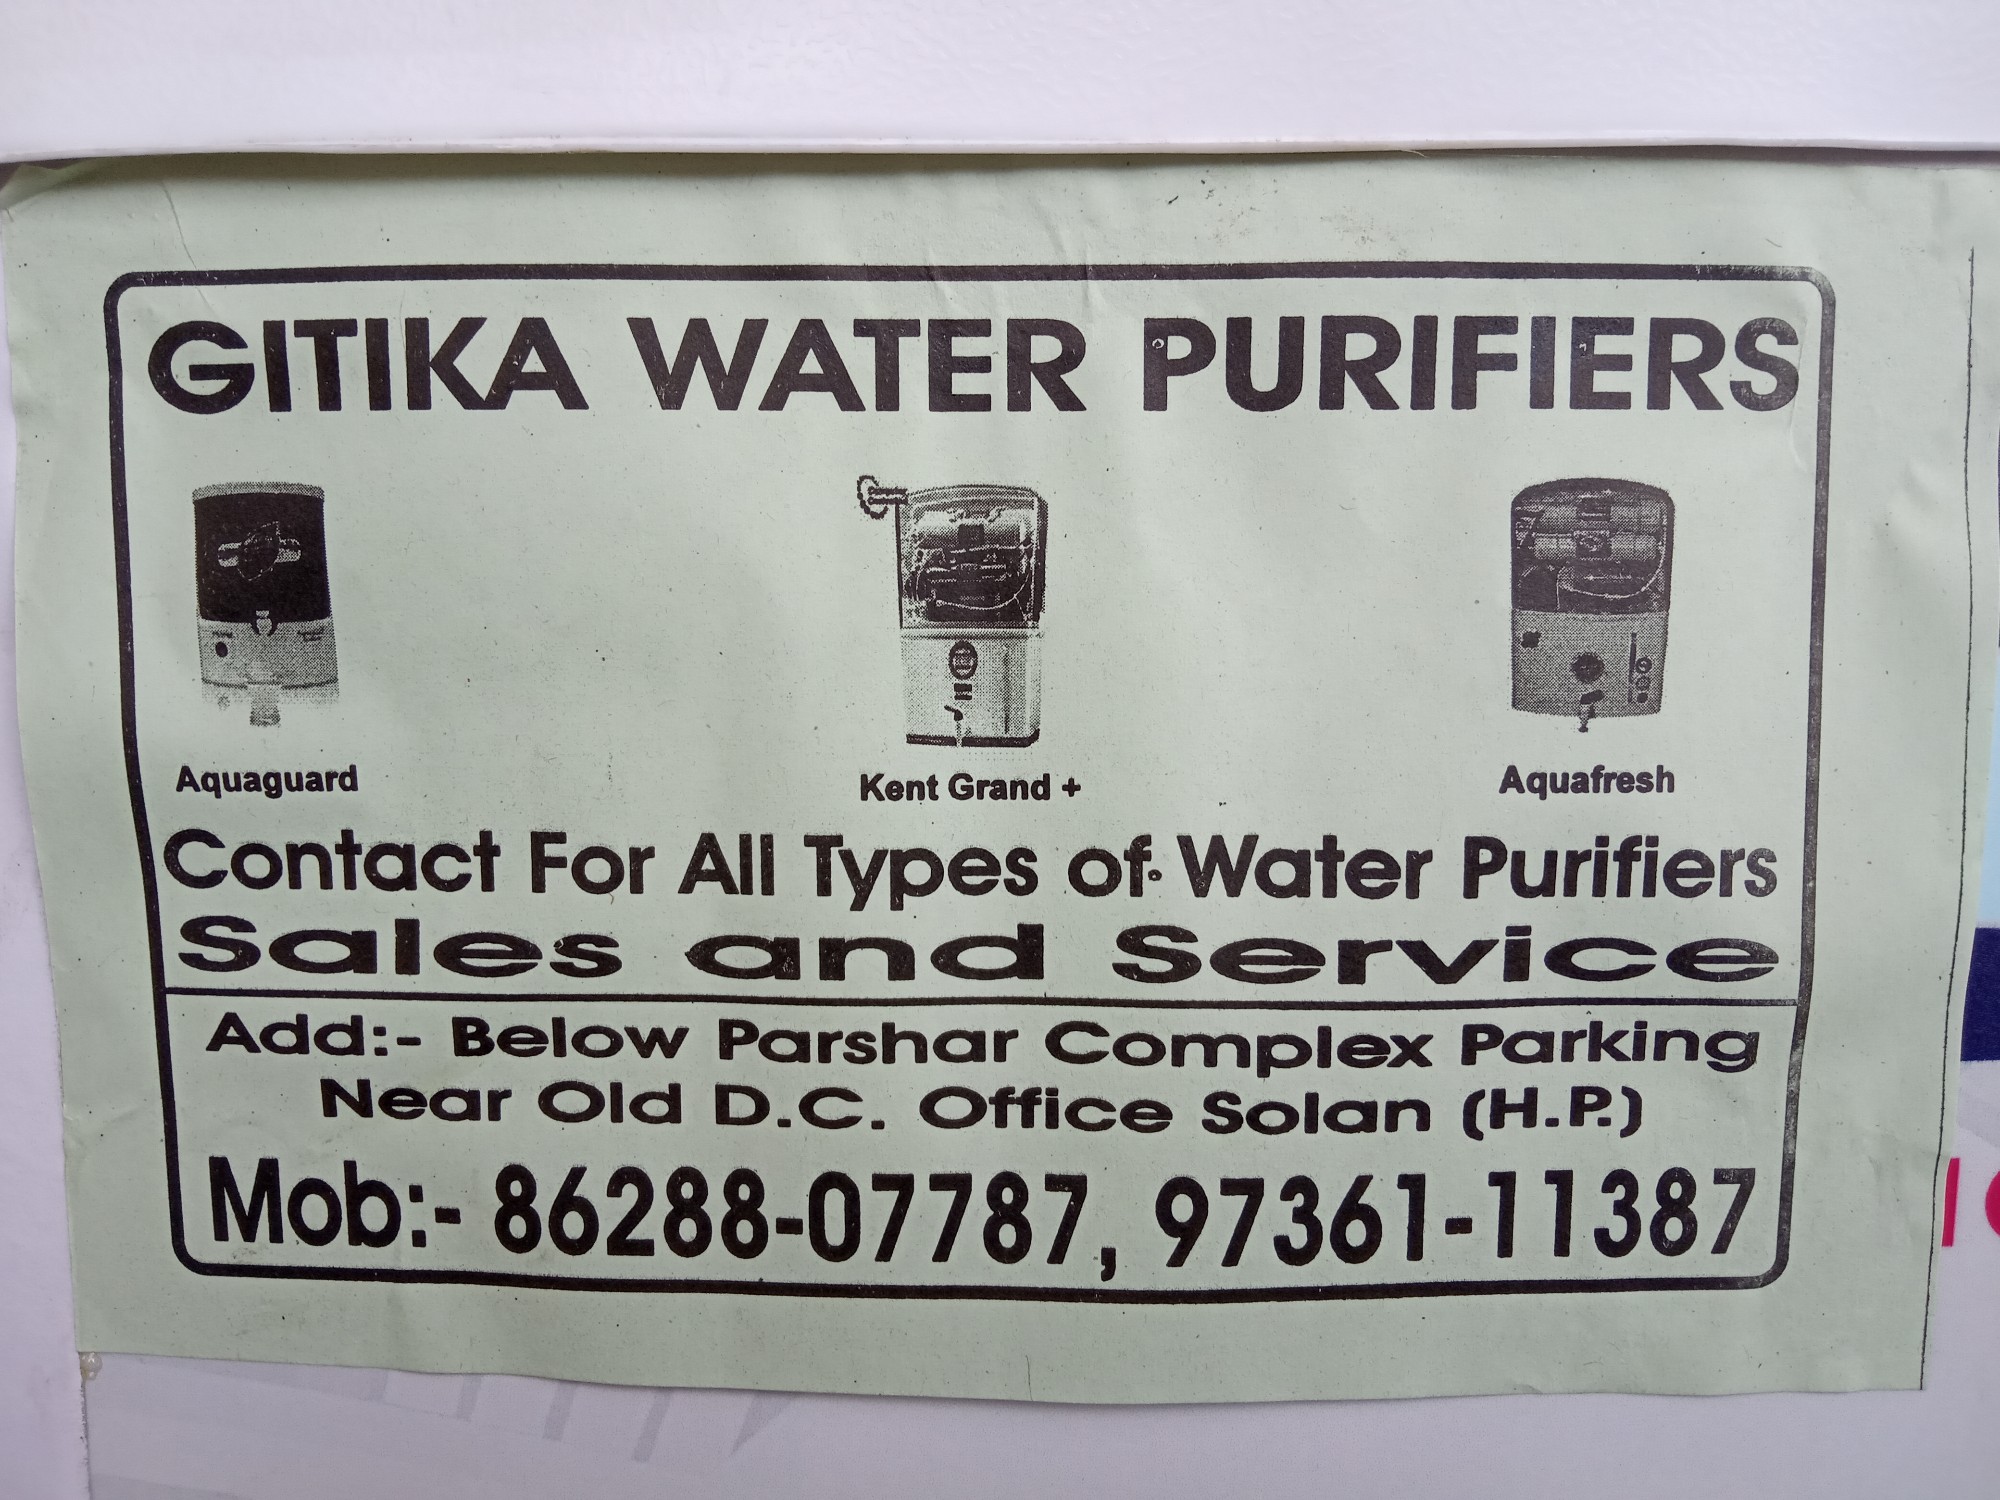 GITIKA WATER PURIFIERS
Aquaguard Kent Grand + Aquafresh
Contact For All Types of Water Purifiers
Sales and Service
Add:- Below Parshar Complex Parking
Near Old D.C. Office Solan (H.P.)
Mob:- 86288-07787, 97361-11387